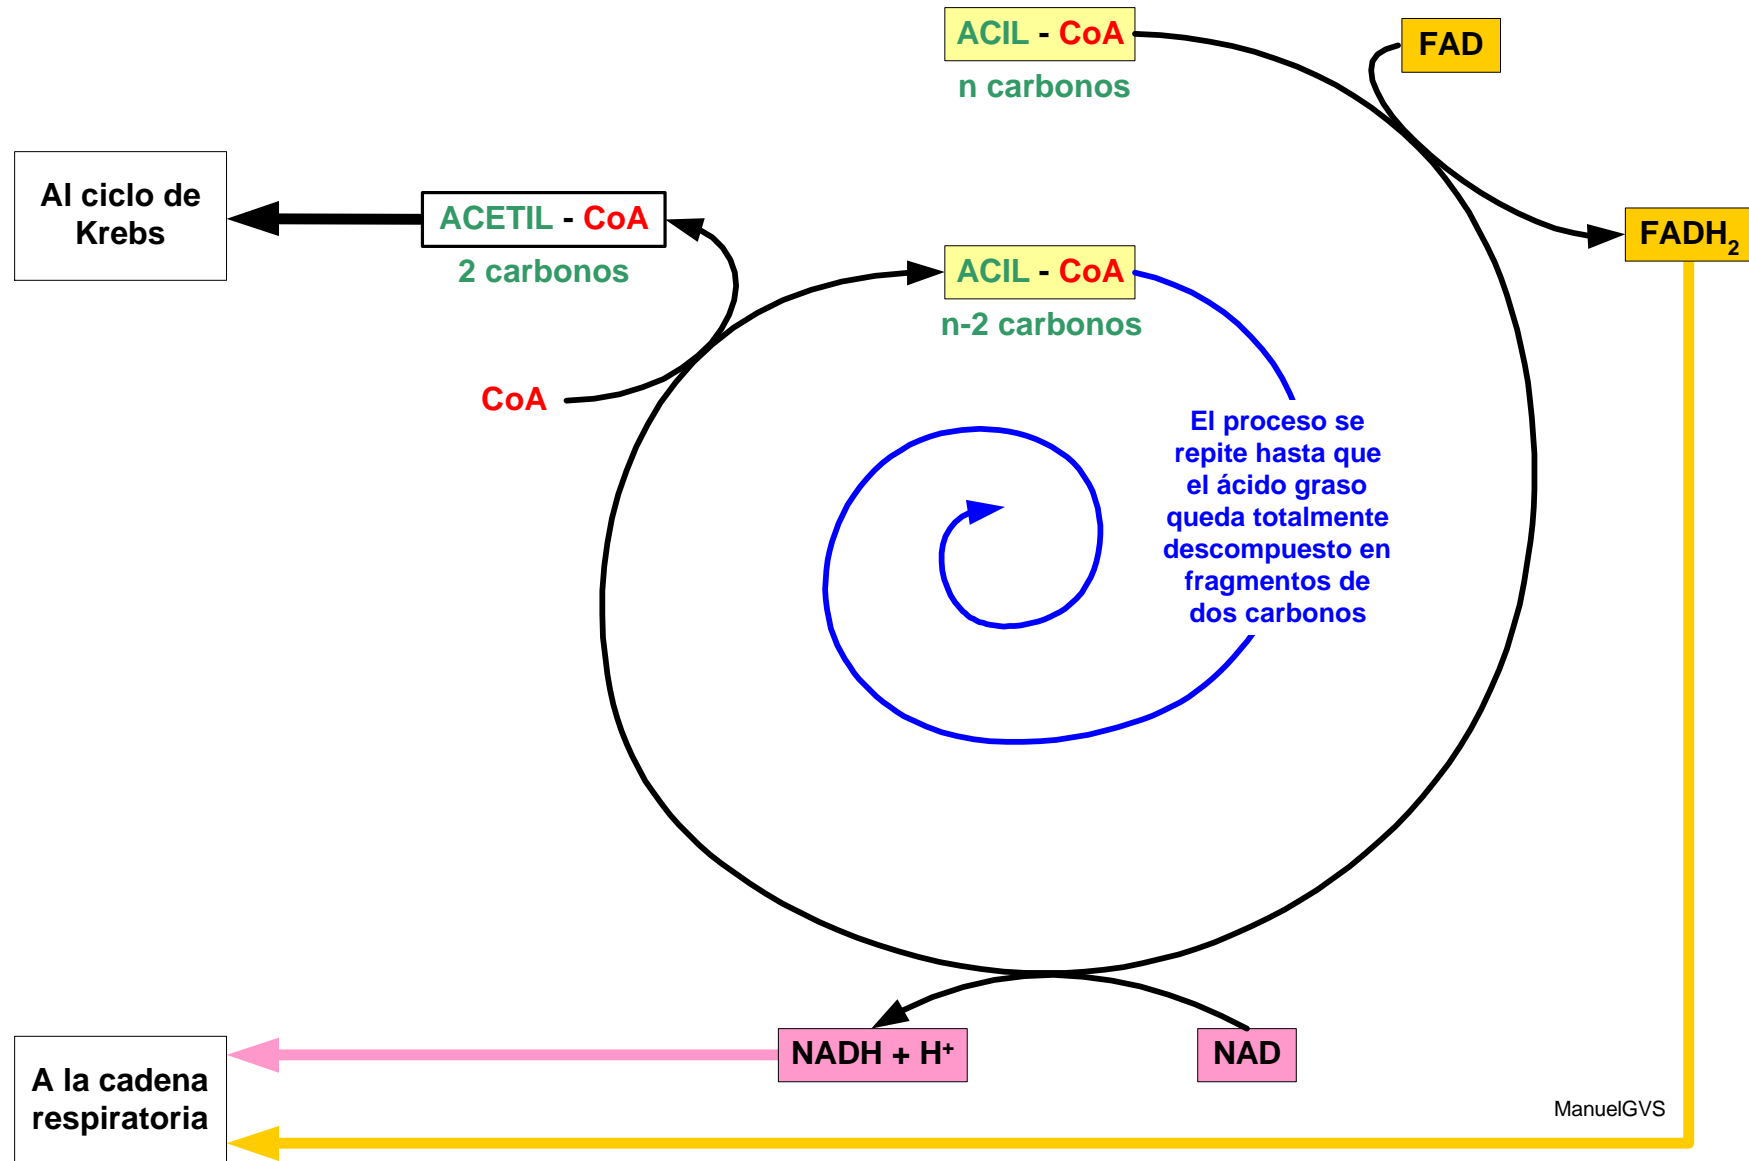 ACIL - CoA
n carbonos
FAD
Al ciclo de
Krebs
ACETIL - CoA
2 carbonos
FADH₂
ACIL - CoA
n-2 carbonos
CoA
El proceso se
repite hasta que
el ácido graso
queda totalmente
descompuesto en
fragmentos de
dos carbonos
NADH + H⁺
NAD
A la cadena
respiratoria
ManuelGVS